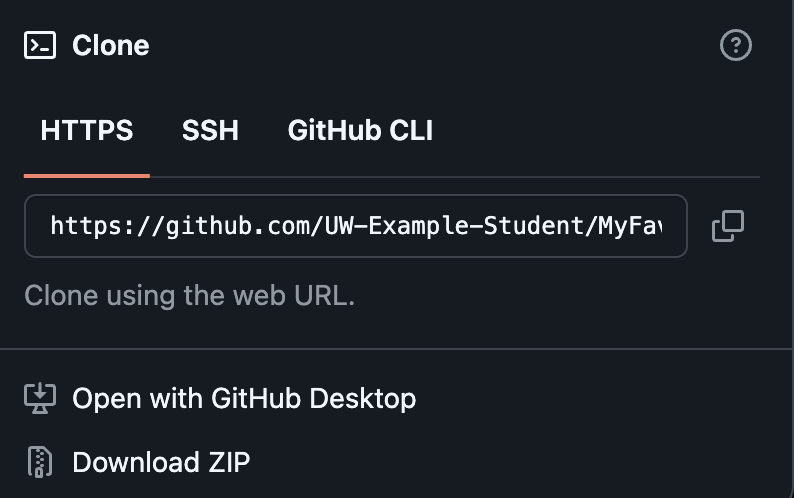 Clone
HTTPS SSH GitHub CLI
https://github.com/UW-Example-Student/MyFav
Clone using the web URL.
Open with GitHub Desktop
Download ZIP